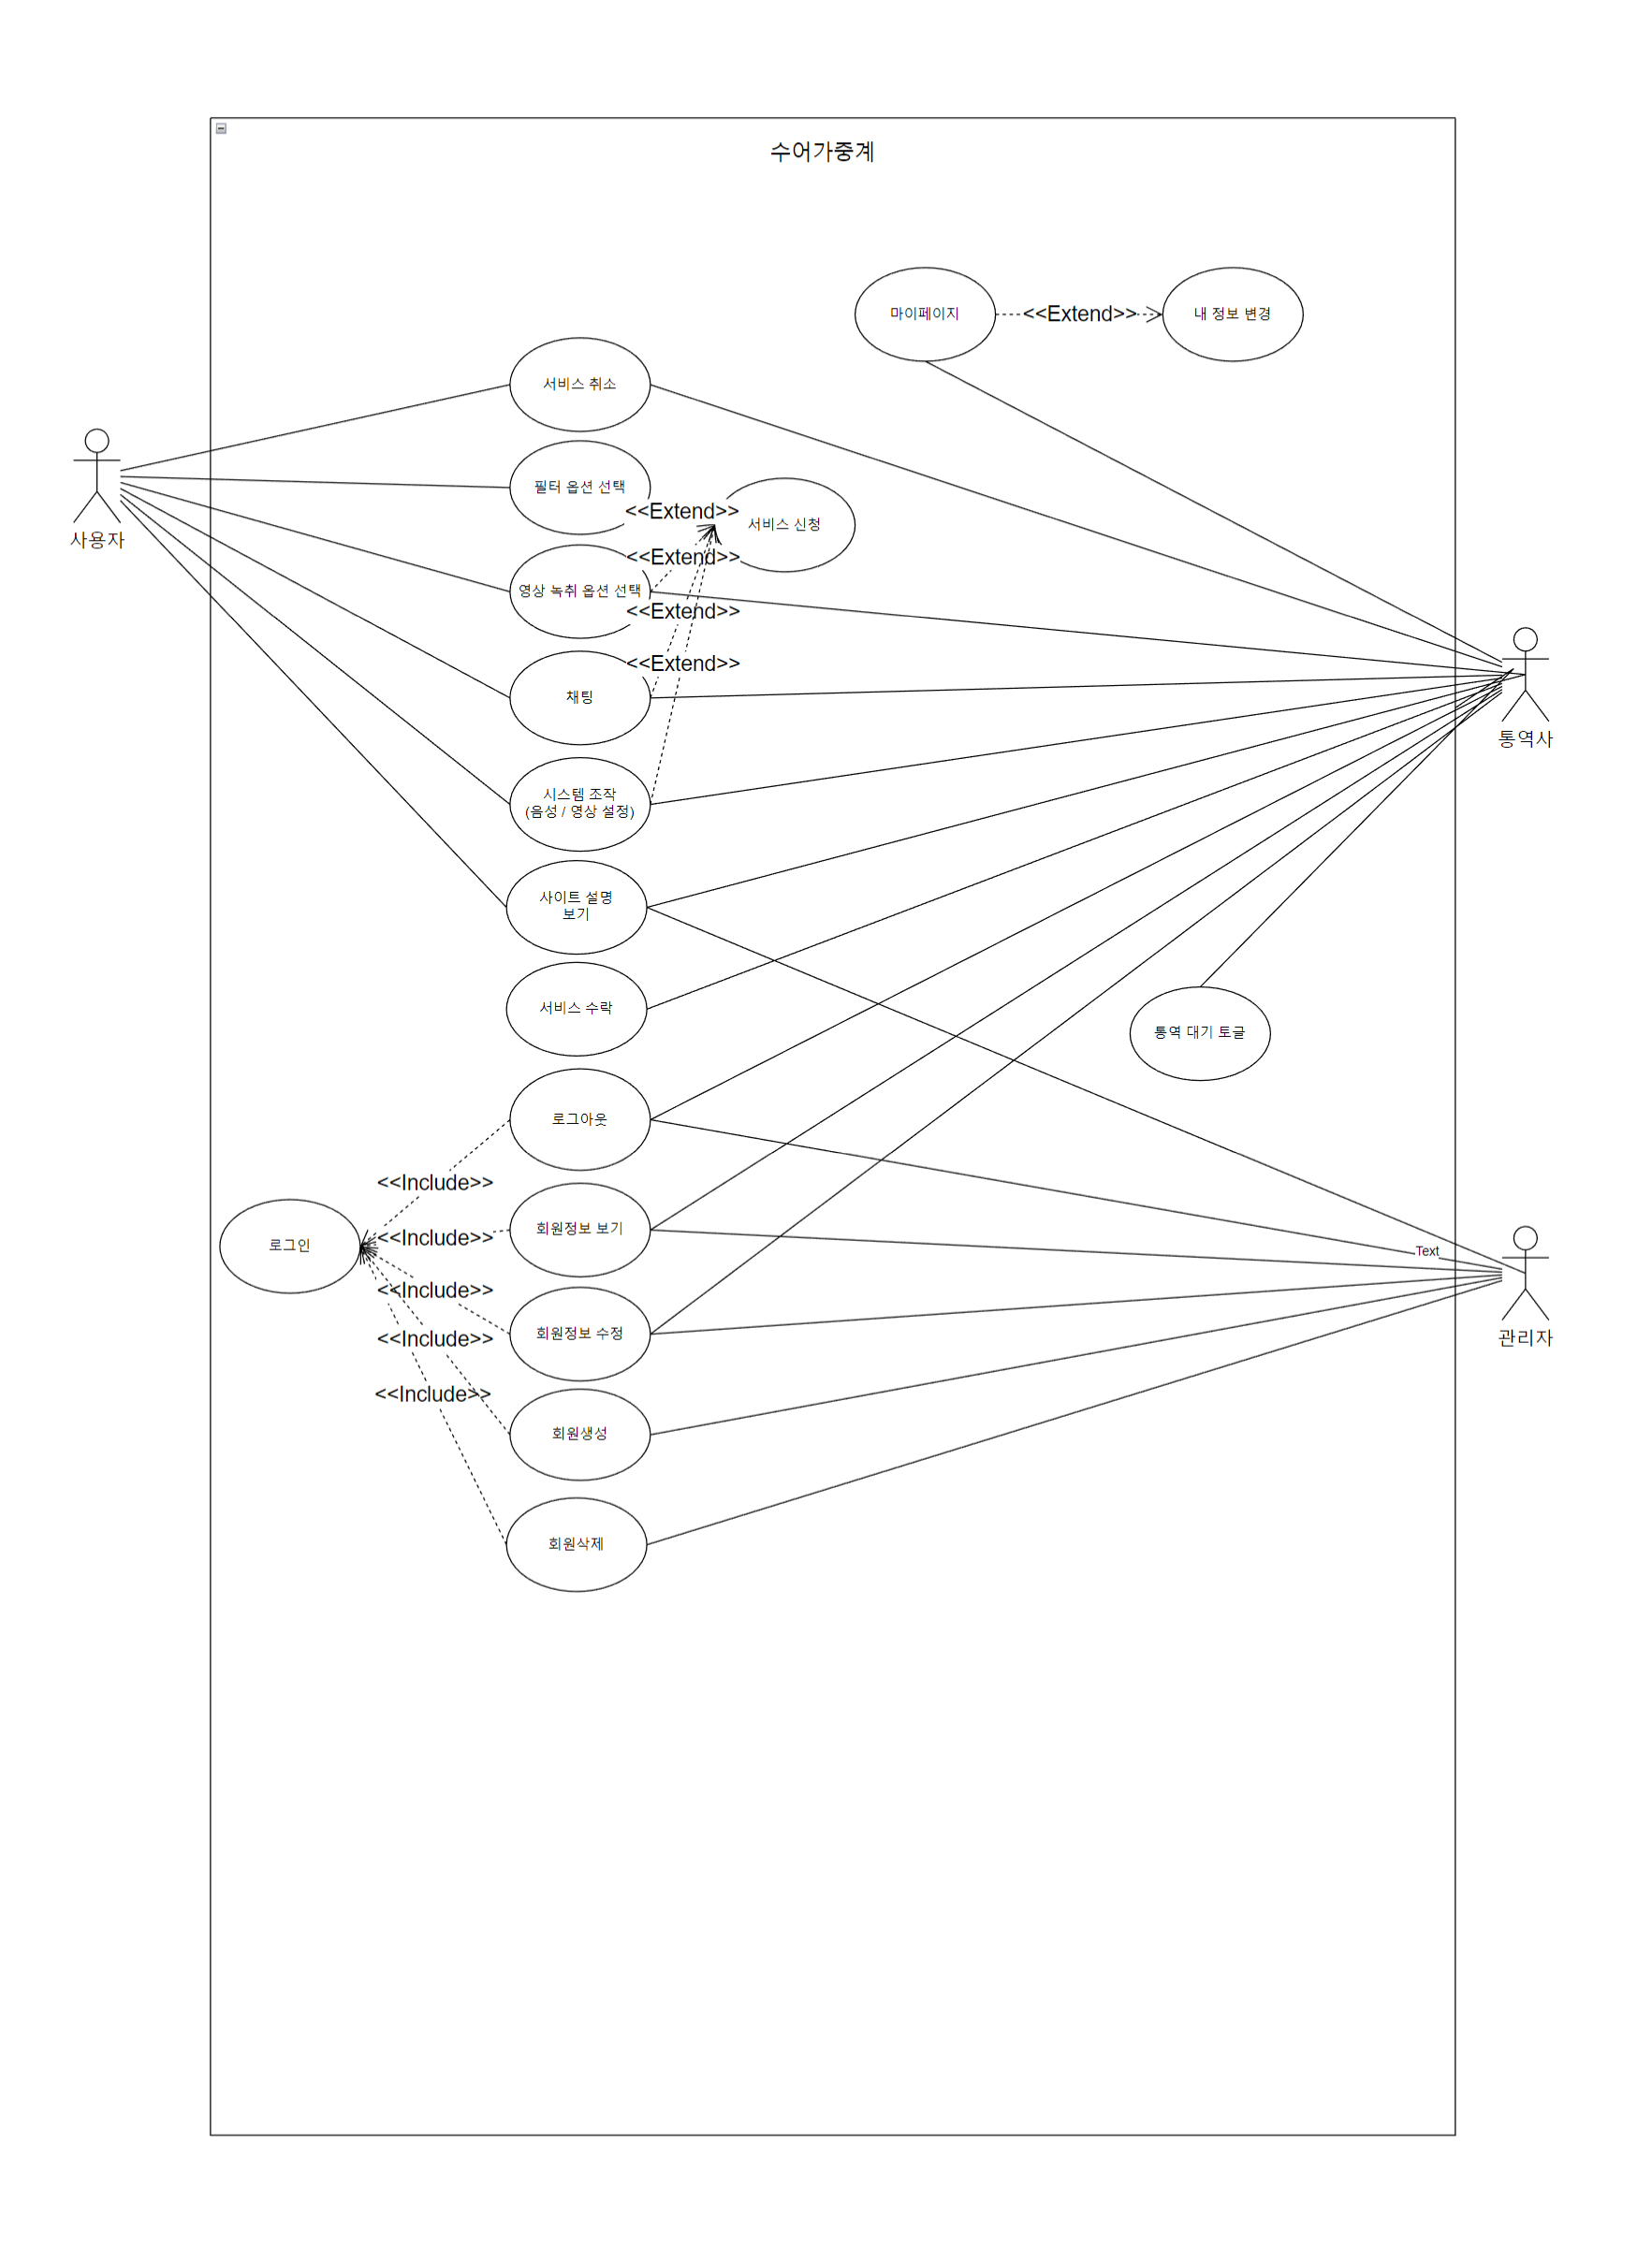 수어가중계
마이페이지
<<Extend>>
내 정보 변경
서비스 취소
사용자
필터 옵션 선택
<<Extend>>
서비스 신청
<<Extend>>
영상 녹취 옵션 선택
<<Extend>>
<<Extend>>
채팅
통역사
시스템 조작
(음성 / 영상 설정)
사이트 설명
보기
서비스 수락
통역 대기 토글
로그아웃
<<Include>>
회원정보 보기
<<Include>>
로그인
Text
<<Include>>
회원정보 수정
<<Include>>
관리자
<<Include>>
회원생성
회원삭제